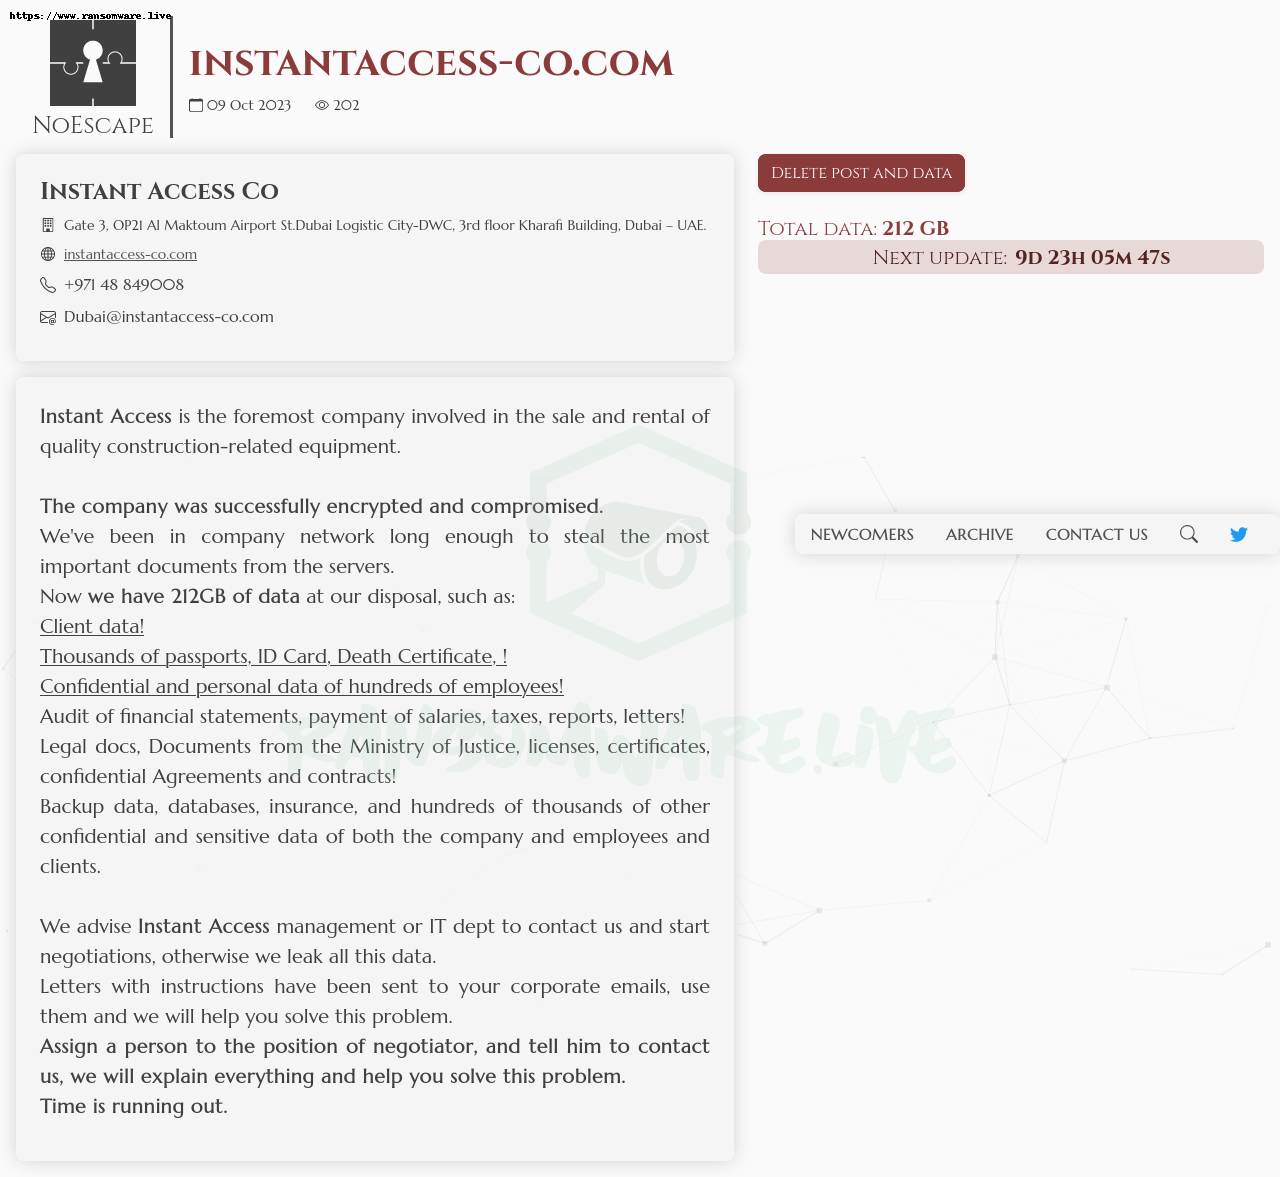 https://www.ransomware.live
NoEscape
instantaccess-co.com
09 Oct 2023 202
Instant Access Co
Gate 3, OP21 Al Maktoum Airport St.Dubai Logistic City-DWC, 3rd floor Kharafi Building, Dubai – UAE.
instantaccess-co.com
+971 48 849008
Dubai@instantaccess-co.com
Delete post and data
Total data: 212 GB
Next update: 9d 23h 05m 47s
Instant Access is the foremost company involved in the sale and rental of
quality construction-related equipment.
The company was successfully encrypted and compromised.
We've been in company network long enough to steal the most
important documents from the servers.
Now we have 212GB of data at our disposal, such as:
Client data!
Thousands of passports, ID Card, Death Certificate, !
Confidential and personal data of hundreds of employees!
Audit of financial statements, payment of salaries, taxes, reports, letters!
Legal docs, Documents from the Ministry of Justice, licenses, certificates,
confidential Agreements and contracts!
Backup data, databases, insurance, and hundreds of thousands of other
confidential and sensitive data of both the company and employees and
clients.
We advise Instant Access management or IT dept to contact us and start
negotiations, otherwise we leak all this data.
Letters with instructions have been sent to your corporate emails, use
them and we will help you solve this problem.
Assign a person to the position of negotiator, and tell him to contact
us, we will explain everything and help you solve this problem.
Time is running out.
NEWCOMERS ARCHIVE CONTACT US
RANSOMWARE.LIVE